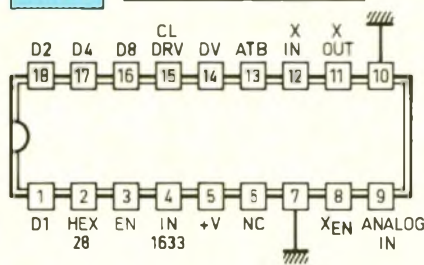 CL X X
D2 D4 D8 DRV DV ATB IN OUT
18 17 16 15 14 13 12 11 10
1 2 3 4 5 6 7 8 9
D1 HEX EN IN +V NC XEN ANALOG
28 1633 IN